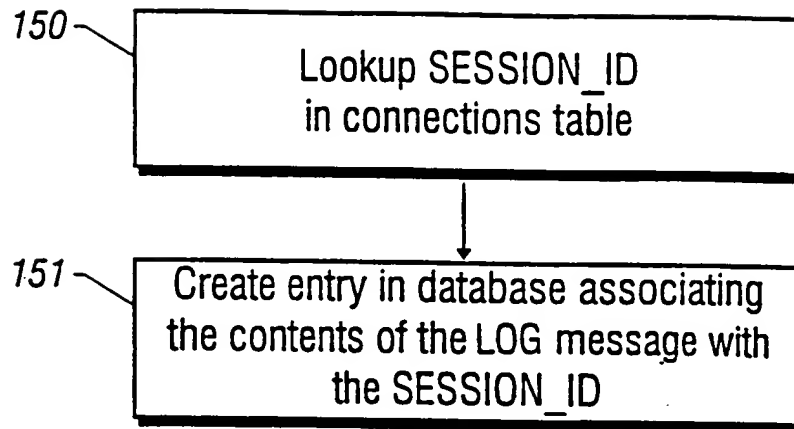 150
Lookup SESSION_ID
in connections table
151
Create entry in database associating
the contents of the LOG message with
the SESSION_ID